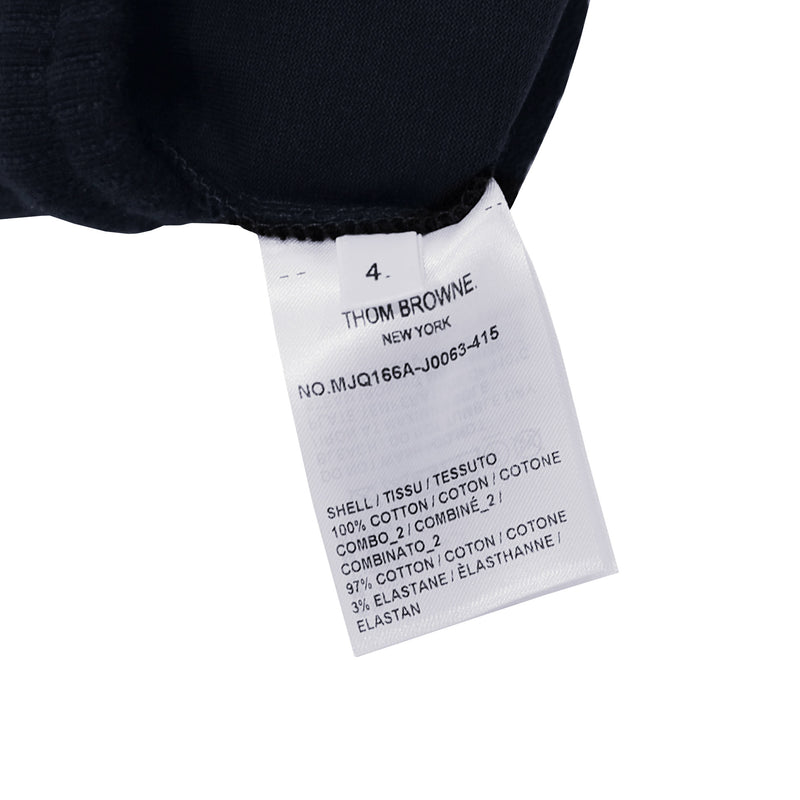 4
THOM BROWNE.
NEW YORK
NO.MJQ166A-J0063-415
SHELL / TISSU / TESSUTO
100% COTTON / COTON / COTONE
COMBO_2 / COMBINÉ_2 /
COMBINATO_2
97% COTTON / COTON / COTONE
3% ELASTANE / ÈLASTHANNE /
ELASTAN